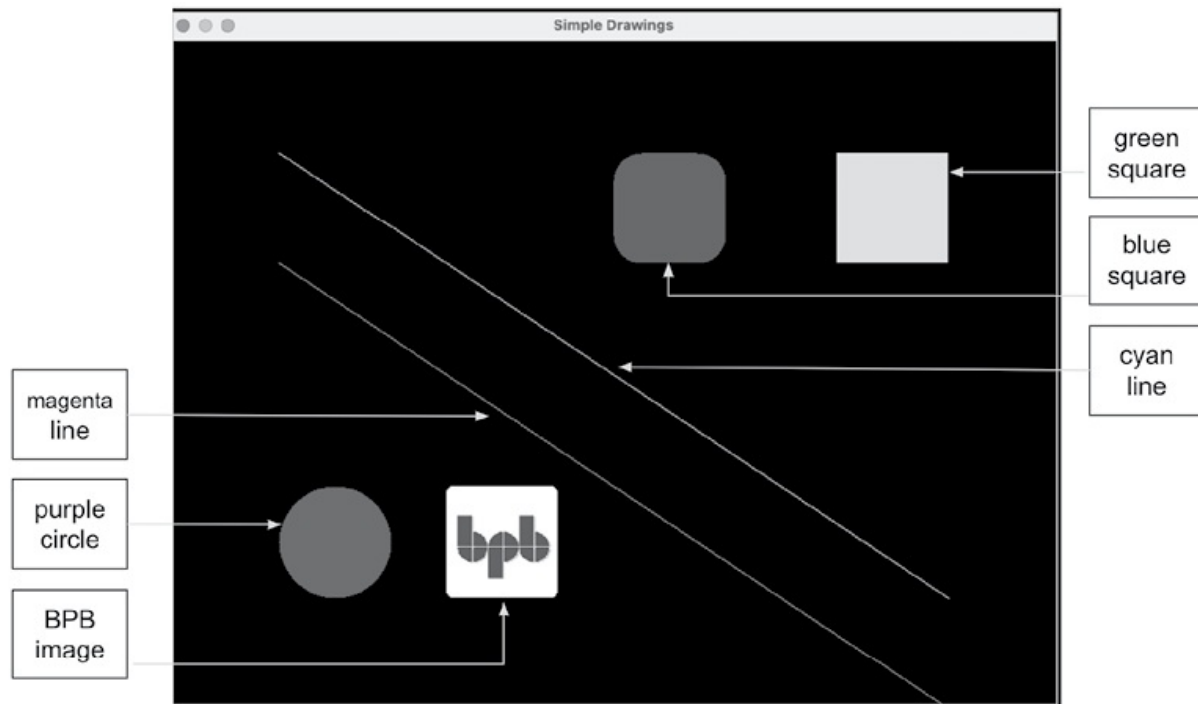 Simple Drawings
green
square
blue
square
cyan
line
magenta
line
purple
circle
bpb
BPB
image